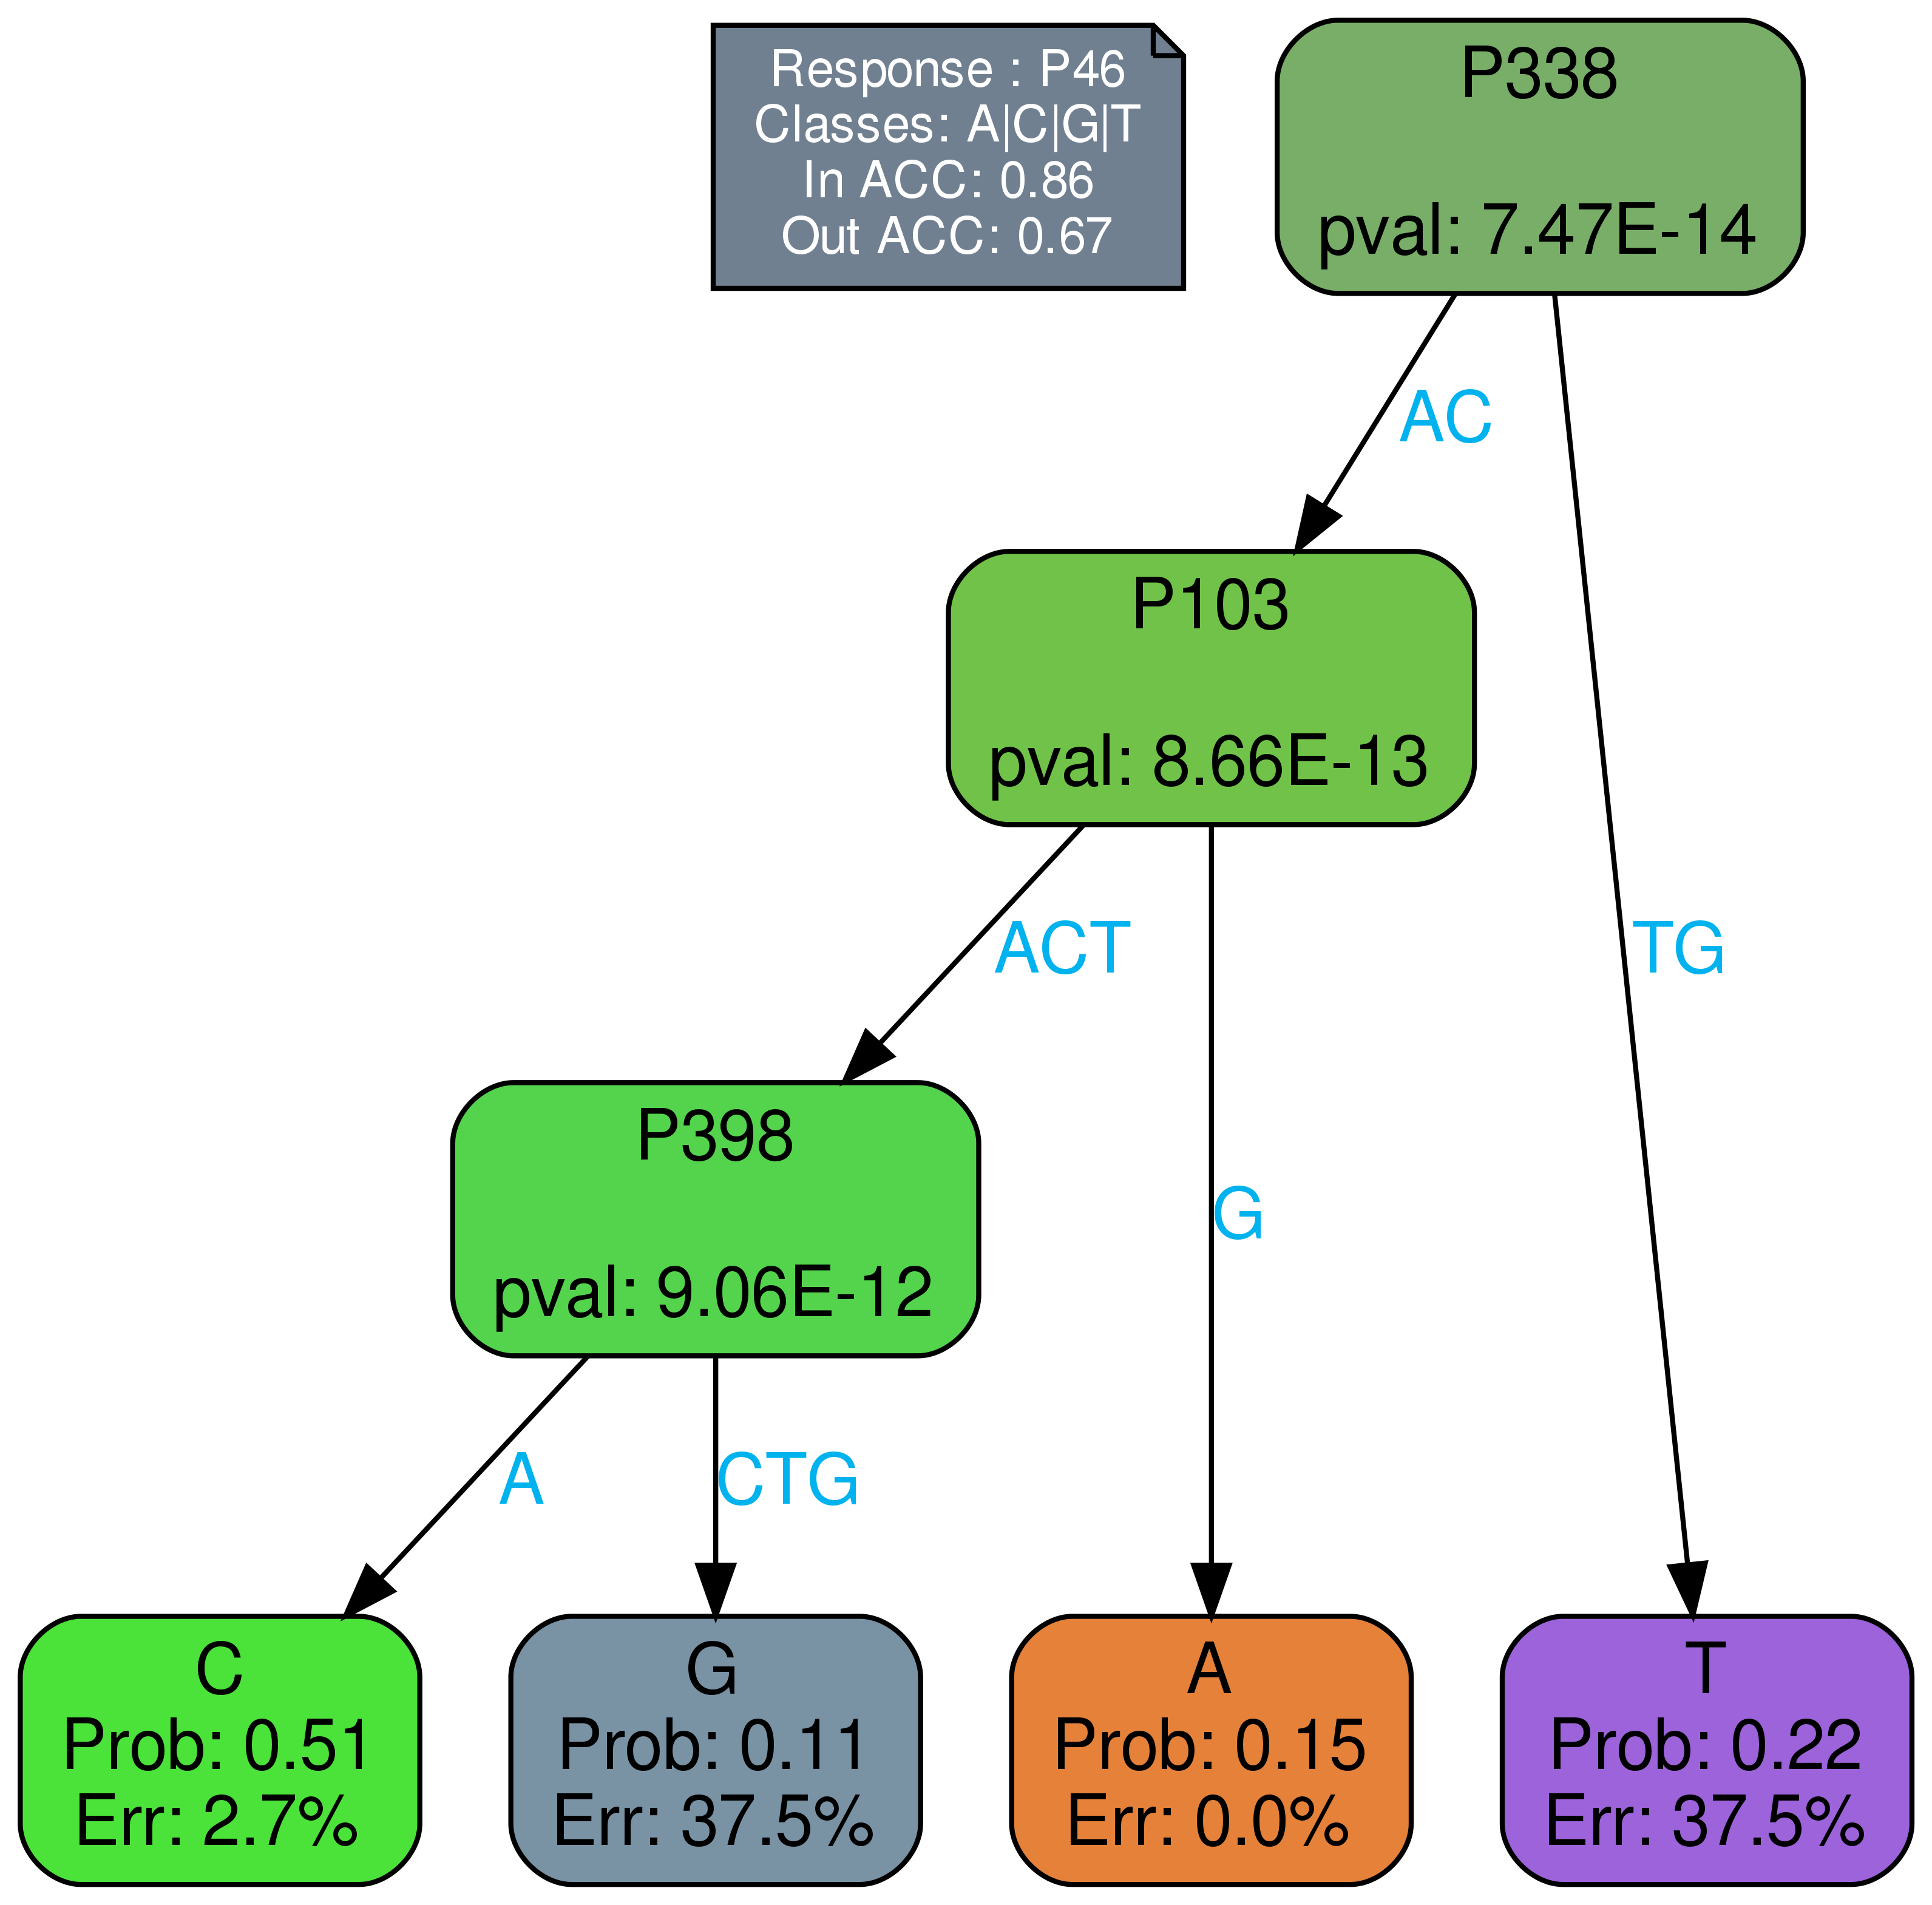 Response : P46
Classes: A|C|G|T
In ACC: 0.86
Out ACC: 0.67
P338
pval: 7.47E-14
AC
P103
pval: 8.66E-13
ACT
TG
P398
pval: 9.06E-12
G
A
CTG
C
Prob: 0.51
Err: 2.7%
G
Prob: 0.11
Err: 37.5%
A
Prob: 0.15
Err: 0.0%
T
Prob: 0.22
Err: 37.5%